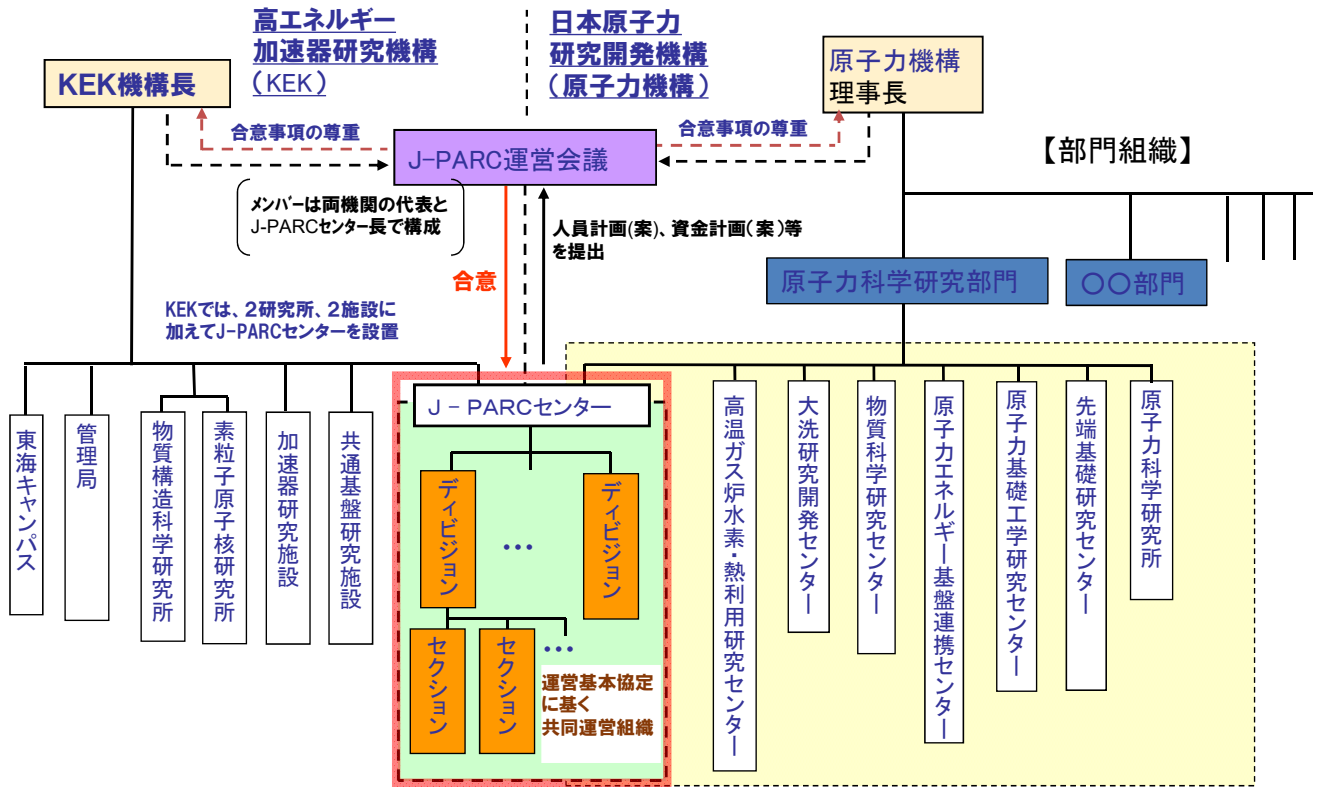 高エネルギー
加速器研究機構
(KEK)
日本原子力
研究開発機構
(原子力機構)
KEK機構長
原子力機構
理事長
合意事項の尊重
合意事項の尊重
J-PARC運営会議
【部門組織】
メンバーは両機関の代表と
J-PARCセンター長で構成
人員計画(案)、資金計画(案)等
を提出
合意
原子力科学研究部門
〇〇部門
KEKでは、2研究所、2施設に
加えてJ-PARCセンターを設置
J-PARCセンター
東海キャンパス
管理局
物質構造科学研究所
素粒子原子核研究所
加速器研究施設
共通基盤研究施設
ディビジョン
…
ディビジョン
セクション
セクション
…
運営基本協定
に基く
共同運営組織
高温ガス炉水素・熱利用研究センター
大洗研究開発センター
物質科学研究センター
原子力エネルギー基盤連携センター
原子力基礎工学研究センター
先端基礎研究センター
原子力科学研究所